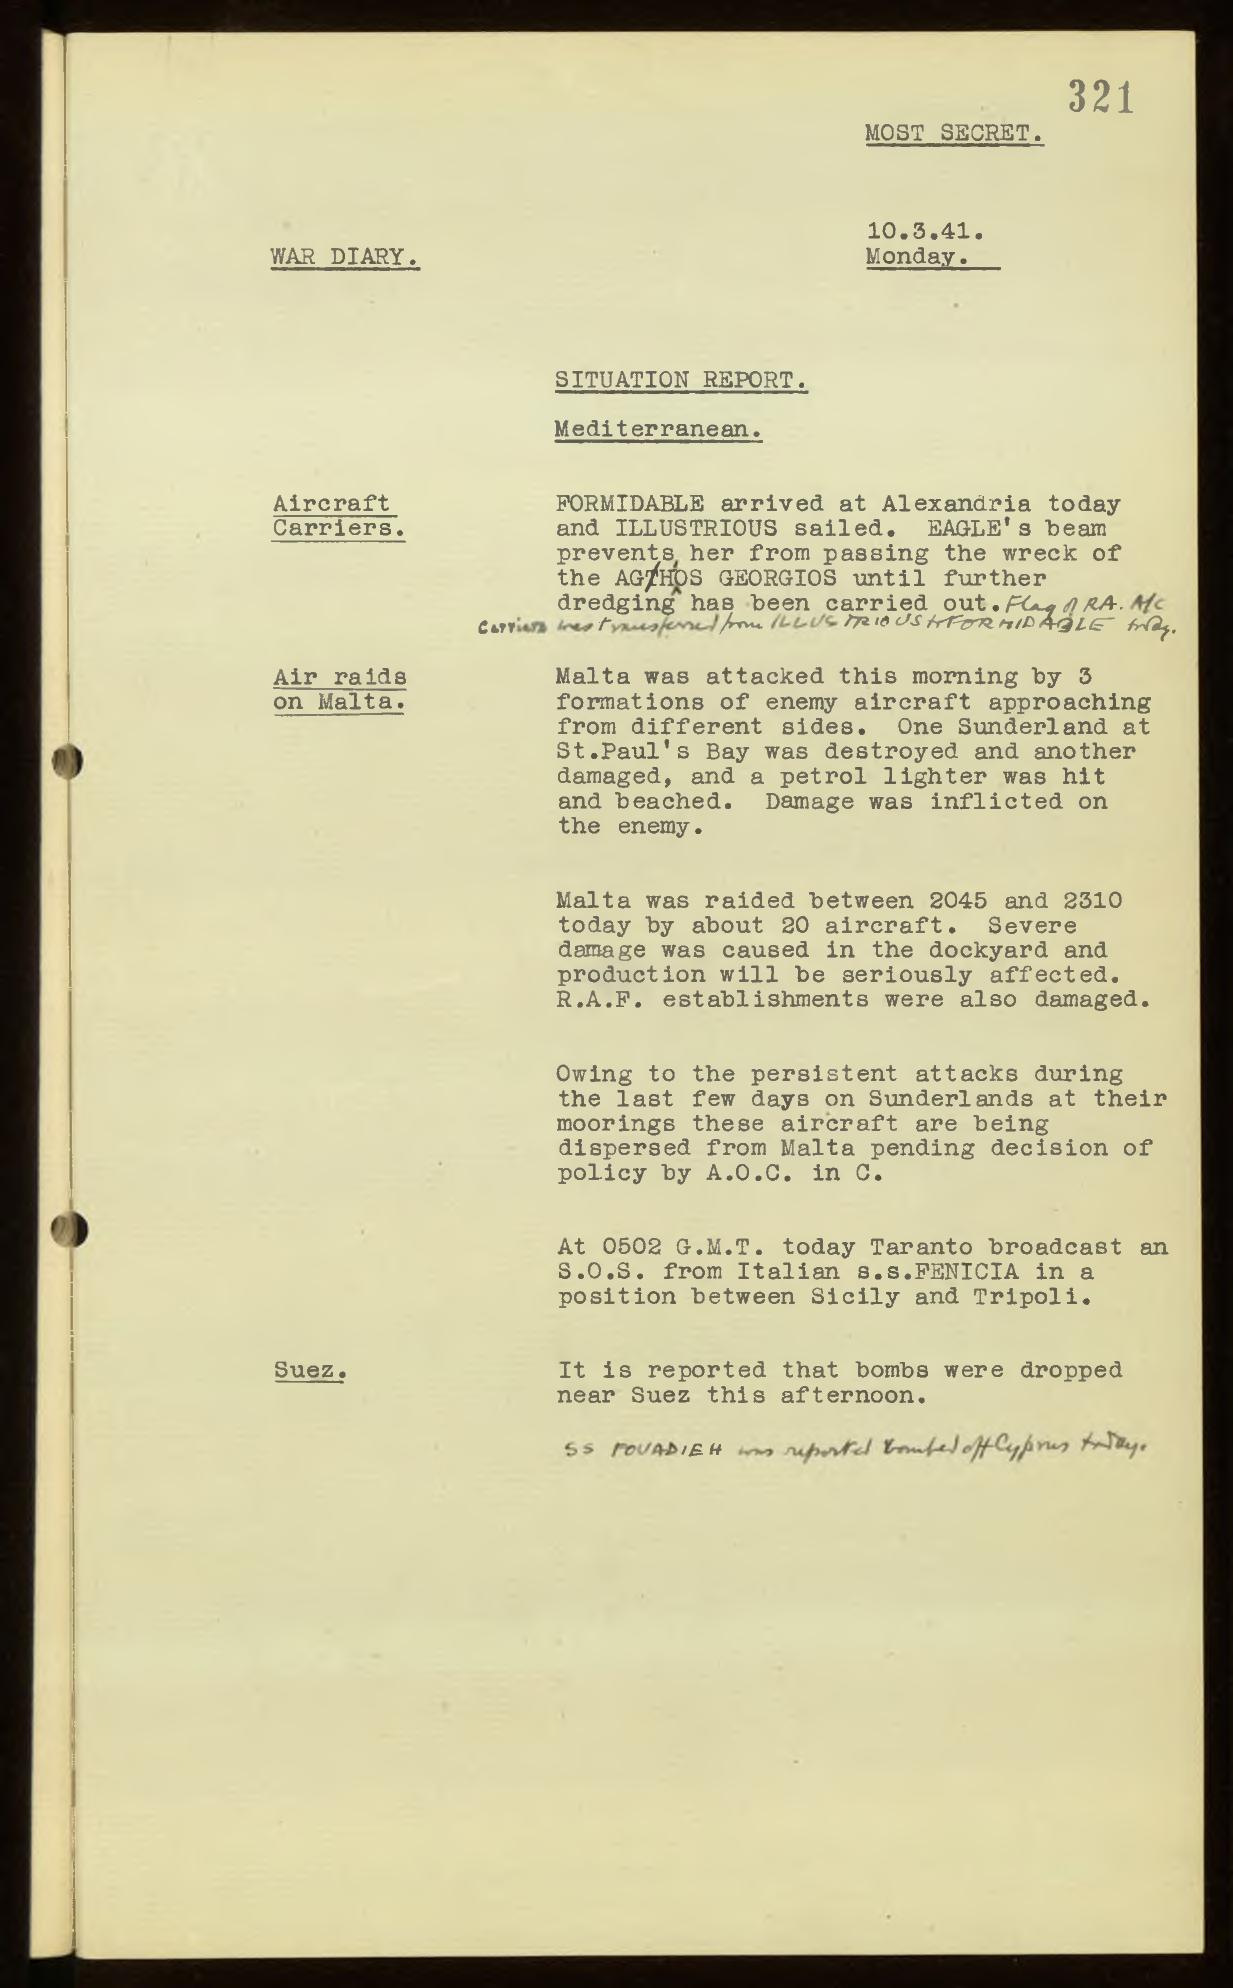 321
MOST SECRET.
10.3.41.
WAR DIARY.
Monday.
SITUATION REPORT.
Mediterranean.
Aircraft
Carriers.
FORMIDABLE arrived at Alexandria today
and ILLUSTRIOUS sailed. EAGLE's beam
prevents her from passing the wreck of
the AGHIOS GEORGIOS until further
dredging has been carried out. Flag of RA. A/c
Carriers was transferred from ILLUSTRIOUS to FORMIDABLE today.
Air raids
on Malta.
Malta was attacked this morning by 3
formations of enemy aircraft approaching
from different sides. One Sunderland at
St.Paul's Bay was destroyed and another
damaged, and a petrol lighter was hit
and beached. Damage was inflicted on
the enemy.
Malta was raided between 2045 and 2310
today by about 20 aircraft. Severe
damage was caused in the dockyard and
production will be seriously affected.
R.A.F. establishments were also damaged.
Owing to the persistent attacks during
the last few days on Sunderlands at their
moorings these aircraft are being
dispersed from Malta pending decision of
policy by A.O.C. in C.
At 0502 G.M.T. today Taranto broadcast an
S.O.S. from Italian s.s.FENICIA in a
position between Sicily and Tripoli.
Suez.
It is reported that bombs were dropped
near Suez this afternoon.
SS FOUADIEH was reported bombed off Cyprus today.